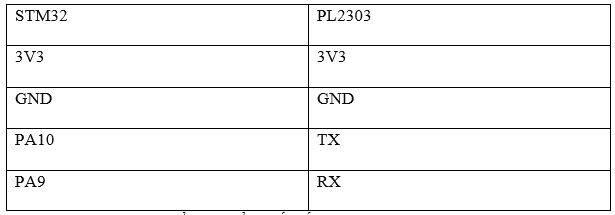 STM32 PL2303
3V3 3V3
GND GND
PA10 TX
PA9 RX